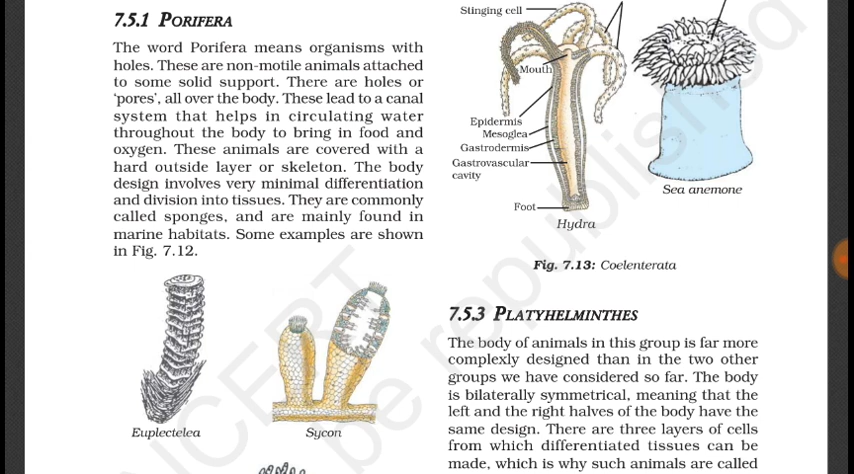 7.5.1 PORIFERA
The word Porifera means organisms with
holes. These are non-motile animals attached
to some solid support. There are holes or
‘pores’, all over the body. These lead to a canal
system that helps in circulating water
throughout the body to bring in food and
oxygen. These animals are covered with a
hard outside layer or skeleton. The body
design involves very minimal differentiation
and division into tissues. They are commonly
called sponges, and are mainly found in
marine habitats. Some examples are shown
in Fig. 7.12.
Euplectelea
Sycon
Stinging cell
Mouth
Epidermis
Mesoglea
Gastrodermis
Gastrovascular
cavity
Foot
Hydra
Sea anemone
Fig. 7.13: Coelenterata
7.5.3 PLATYHELMINTHES
The body of animals in this group is far more
complexly designed than in the two other
groups we have considered so far. The body
is bilaterally symmetrical, meaning that the
left and the right halves of the body have the
same design. There are three layers of cells
from which differentiated tissues can be
made, which is why such animals are called
NCERT
be republished